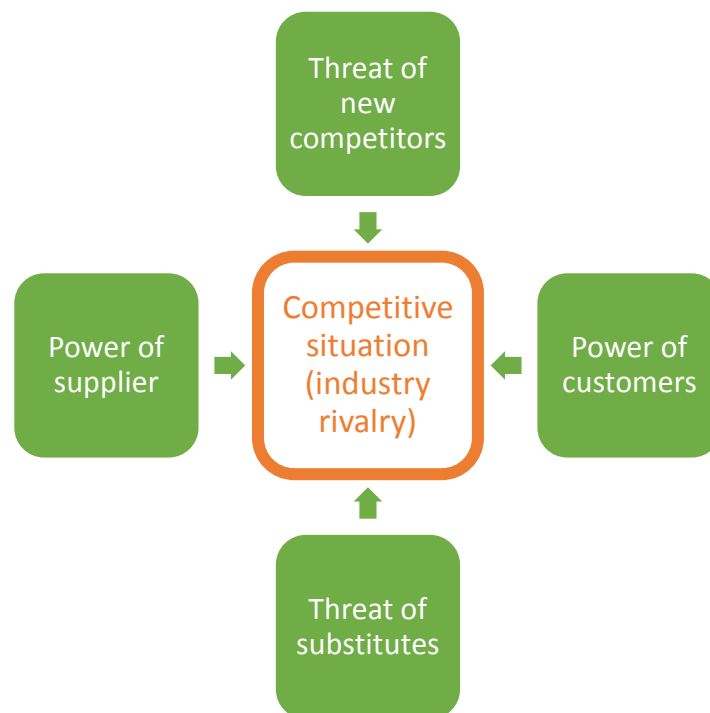 Threat of
new
competitors
Power of
supplier
Competitive
situation
(industry
rivalry)
Power of
customers
Threat of
substitutes